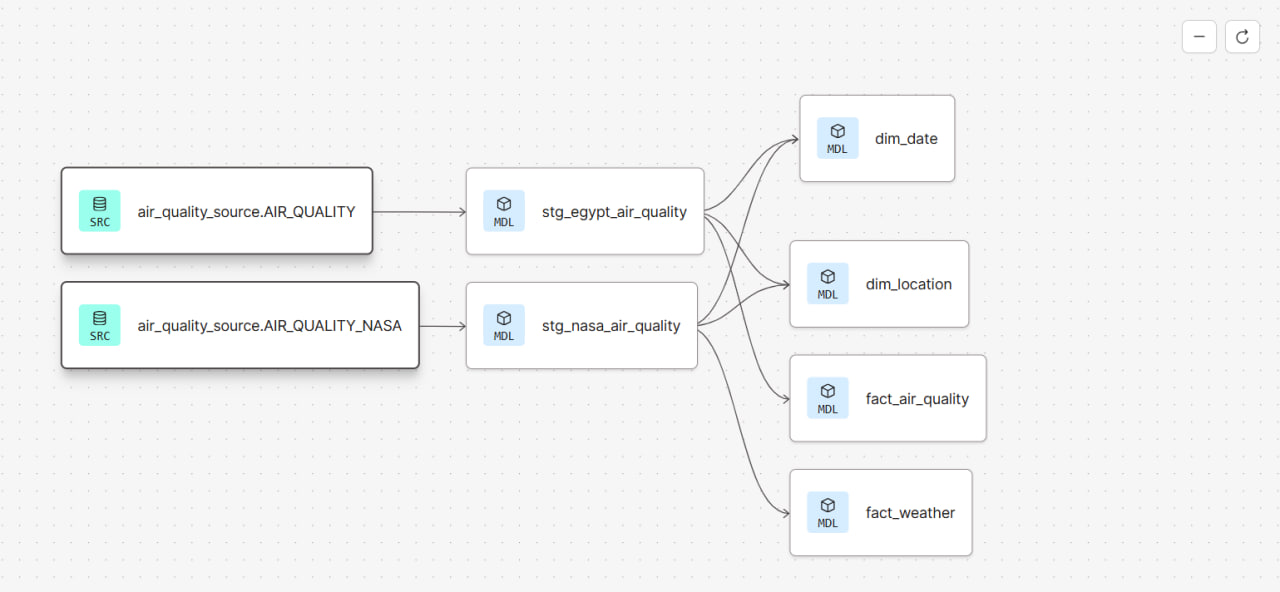 SRC
air_quality_source.AIR_QUALITY
SRC
air_quality_source.AIR_QUALITY_NASA
MDL
stg_egypt_air_quality
MDL
stg_nasa_air_quality
MDL
dim_date
MDL
dim_location
MDL
fact_air_quality
MDL
fact_weather